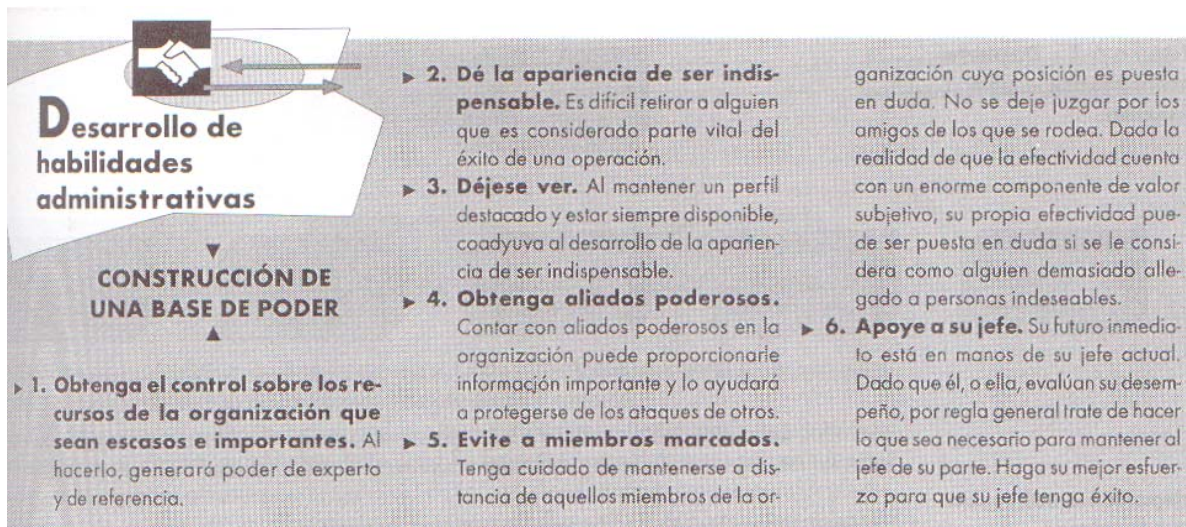 Desarrollo de
habilidades
administrativas
CONSTRUCCIÓN DE
UNA BASE DE PODER
▸ 1. Obtenga el control sobre los re-
cursos de la organización que
sean escasos e importantes. Al
hacerlo, generará poder de experto
y de referencia.
▸ 2. Dé la apariencia de ser indis-
pensable. Es difícil retirar a alguien
que es considerado parte vital del
éxito de una operación.
▸ 3. Déjese ver. Al mantener un perfil
destacado y estar siempre disponible,
coadyuva al desarrollo de la aparien-
cia de ser indispensable.
▸ 4. Obtenga aliados poderosos.
Contar con aliados poderosos en la
organización puede proporcionarle
información importante y lo ayudará
a protegerse de los ataques de otros.
▸ 5. Evite a miembros marcados.
Tenga cuidado de mantenerse a dis-
tancia de aquellos miembros de la or-
ganización cuya posición es puesta
en duda. No se deje juzgar por los
amigos de los que se rodea. Dada la
realidad de que la efectividad cuenta
con un enorme componente de valor
subjetivo, su propia efectividad pue-
de ser puesta en duda si se le consi-
dera como alguien demasiado alle-
gado a personas indeseables.
▸ 6. Apoye a su jefe. Su futuro inmedia-
to está en manos de su jefe actual.
Dado que él, o ella, evalúan su desem-
peño, por regla general trate de hacer
lo que sea necesario para mantener al
jefe de su parte. Haga su mejor esfuer-
zo para que su jefe tenga éxito.